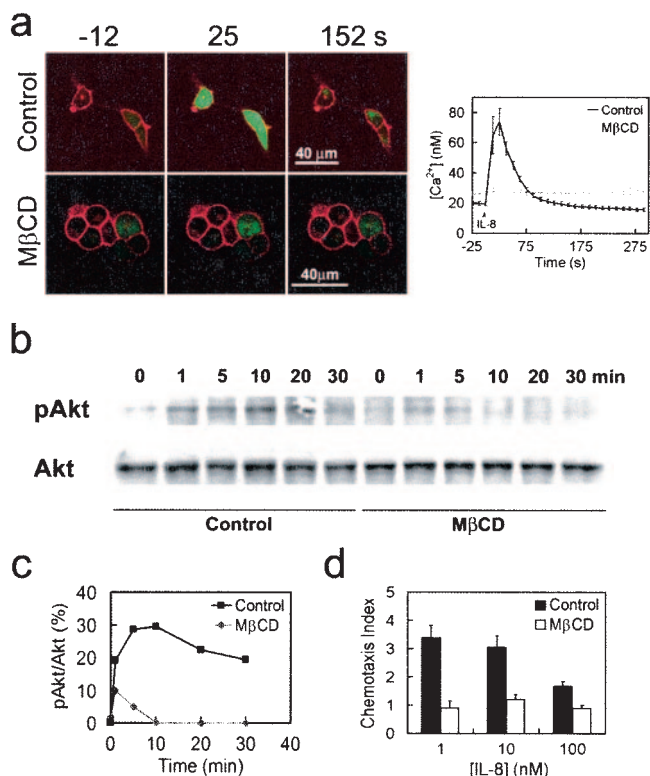 a
-12 25 152 s
Control
40 μm
MβCD
40μm
[Ca²⁺] (nM)
80
60
40
20
0
Control
MβCD
IL-8
-25 75 175 275
Time (s)
b
0 1 5 10 20 30 0 1 5 10 20 30 min
pAkt
Akt
Control MβCD
c
pAkt/Akt (%)
40
30
20
10
0
Control
MβCD
0 10 20 30 40
Time (min)
d
Chemotaxis Index
5
4
3
2
1
0
Control
MβCD
1 10 100
[IL-8] (nM)